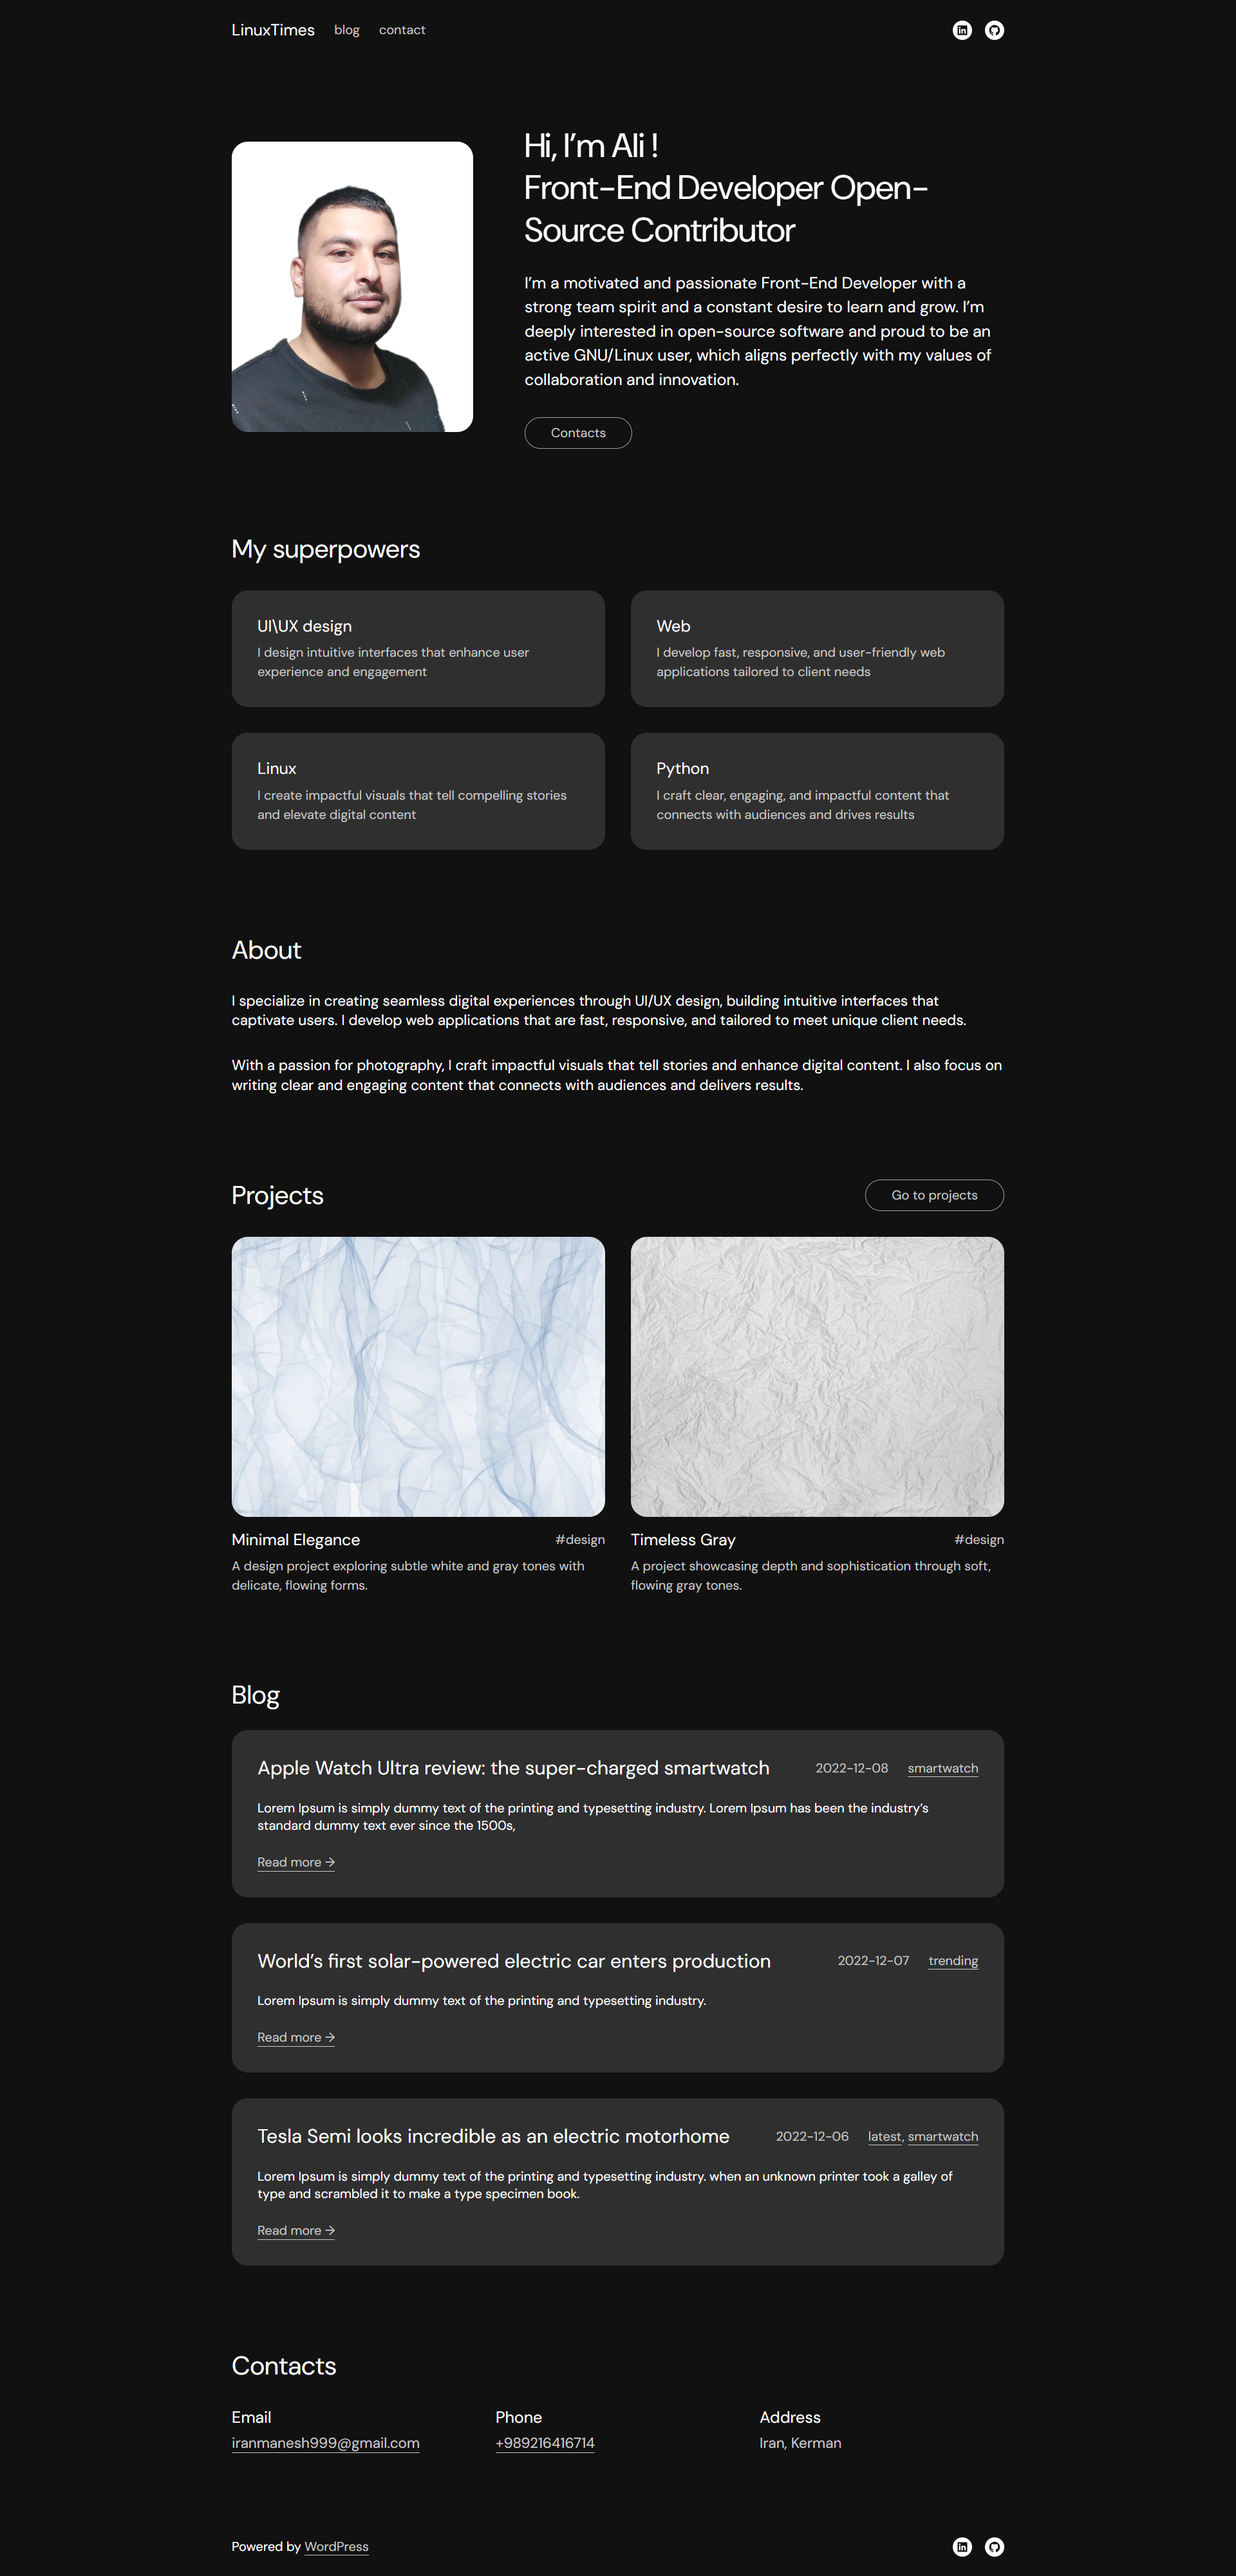 LinuxTimes blog contact
Hi, I’m Ali !
Front-End Developer Open-
Source Contributor
I’m a motivated and passionate Front-End Developer with a
strong team spirit and a constant desire to learn and grow. I’m
deeply interested in open-source software and proud to be an
active GNU/Linux user, which aligns perfectly with my values of
collaboration and innovation.
Contacts
My superpowers
UI\UX design
I design intuitive interfaces that enhance user
experience and engagement
Web
I develop fast, responsive, and user-friendly web
applications tailored to client needs
Linux
I create impactful visuals that tell compelling stories
and elevate digital content
Python
I craft clear, engaging, and impactful content that
connects with audiences and drives results
About
I specialize in creating seamless digital experiences through UI/UX design, building intuitive interfaces that
captivate users. I develop web applications that are fast, responsive, and tailored to meet unique client needs.
With a passion for photography, I craft impactful visuals that tell stories and enhance digital content. I also focus on
writing clear and engaging content that connects with audiences and delivers results.
Projects
Go to projects
Minimal Elegance #design
A design project exploring subtle white and gray tones with
delicate, flowing forms.
Timeless Gray #design
A project showcasing depth and sophistication through soft,
flowing gray tones.
Blog
Apple Watch Ultra review: the super-charged smartwatch 2022-12-08 smartwatch
Lorem Ipsum is simply dummy text of the printing and typesetting industry. Lorem Ipsum has been the industry’s
standard dummy text ever since the 1500s,
Read more →
World’s first solar-powered electric car enters production 2022-12-07 trending
Lorem Ipsum is simply dummy text of the printing and typesetting industry.
Read more →
Tesla Semi looks incredible as an electric motorhome 2022-12-06 latest, smartwatch
Lorem Ipsum is simply dummy text of the printing and typesetting industry. when an unknown printer took a galley of
type and scrambled it to make a type specimen book.
Read more →
Contacts
Email
iranmanesh999@gmail.com
Phone
+989216416714
Address
Iran, Kerman
Powered by WordPress